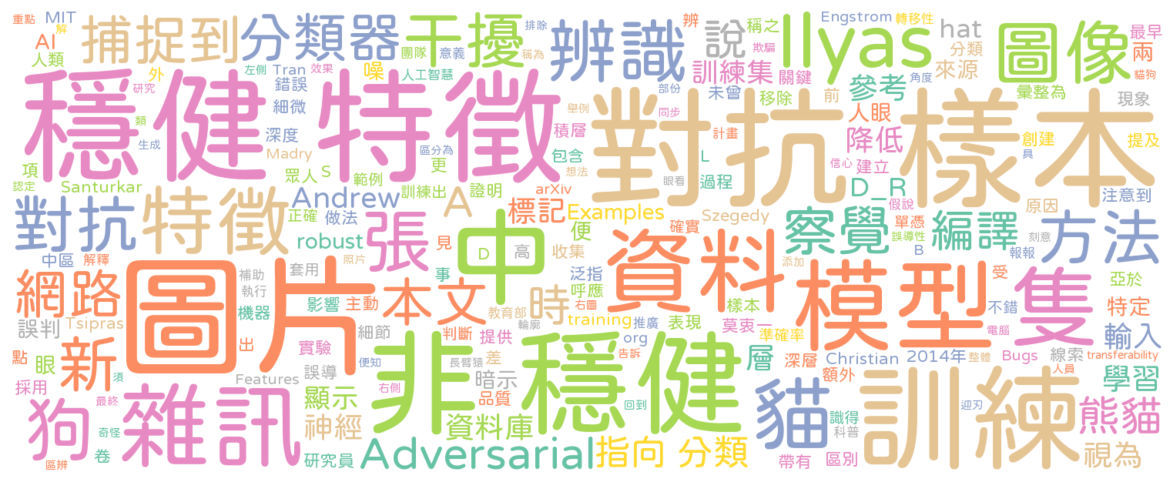 重點 MIT 捕捉到 分類器 干擾 辨識 說 稱之 Engstrom 轉移性 hat 圖像 最早
AI 解 Tran 效果 團隊 意義 排除 Ilyas 欺騙 辨 分類 兩
人類 左側 錯誤 稱為 人工智慧 訓練集 關鍵 來源 貓狗
外 噪 細微 研究 部份 未曾 移除 角度 參考 前 彙整為 現象
穩健特徵 深度 類 生成 Madry 積層 舉例 同步 計畫 人眼 降低 對抗樣本 創建 提及
項 更 區分為 包含 想法 L 信心 建立 員
認定 Santurkar 眾人 S 範例 訓練出 證明 arXiv 眼看 過程 D_R 假說 注意到
對抗 特徵 正確 做法 Andrew A 標記 Examples 確實 Szegedy 察覺 單憑 編譯 原因 方法
中區 解釋 robust 照片 張 見 D 高 便 收集 誤導性 B 刻意 報報
網路 圖片 補助 套用 執行 影響 主動 事 中 泛指 添加 資料 受 亞於
誤判 Tsipras 機器 教育部 本文 時 呼應 右圖 樣本 模型 不錯 隻 特定
點 新 出 實驗 便知 輪廓 細節 判斷 提供 training 推廣 表現 莫衷一 準確率 電腦 輸入
眼 Features 誤導 長臂猿 差 org 告訴 層 深層 Christian 2014年 整體 Bugs 線索 transferability
採用 須 右側 暗示 品質 非穩健 回到 額外 人員 學習
狗 雜訊 最終 顯示 資料庫 貓 識得 迎刃 訓練 熊貓
奇怪 卷 神經 科普
區辨 研究員 Adversarial 指向 分類 帶有 區別 視為